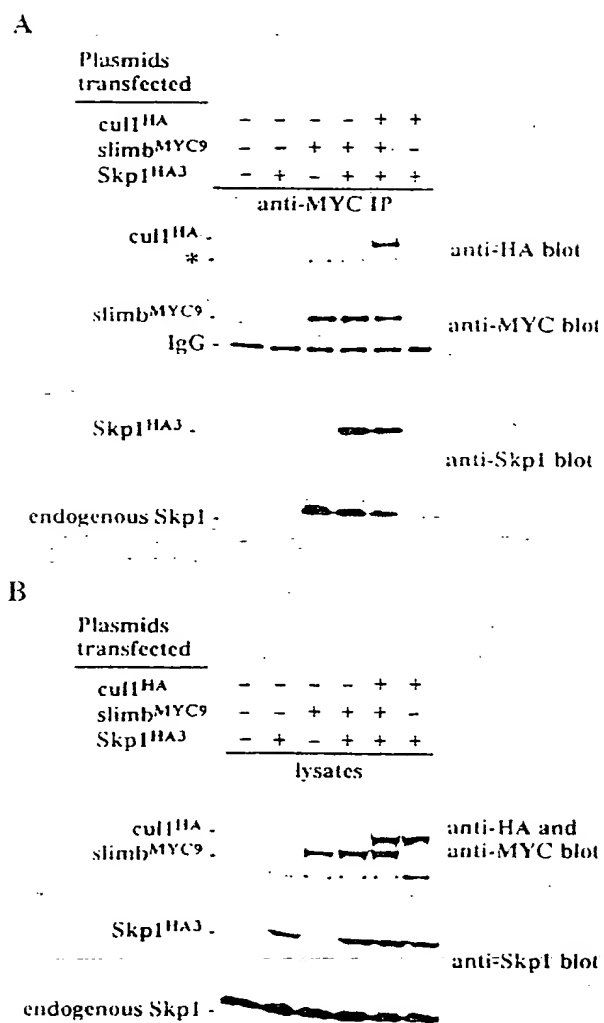 A
Plasmids
transfected
cul1HA - - - - + +
slimbMYC9 - - + + + -
Skp1HA3 - + - + + +
anti-MYC IP
cul1HA - anti-HA blot
* -
slimbMYC9 - anti-MYC blot
IgG -
Skp1HA3 -
anti-Skp1 blot
endogenous Skp1 -
B
Plasmids
transfected
cul1HA - - - - + +
slimbMYC9 - - + + + -
Skp1HA3 - + - + + +
lysates
cul1HA - anti-HA and
slimbMYC9 - anti-MYC blot
Skp1HA3 -
anti-Skp1 blot
endogenous Skp1 -